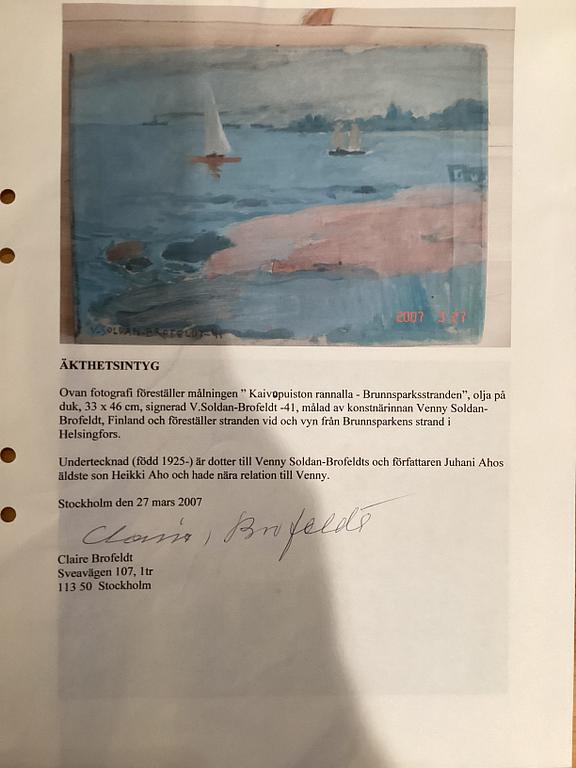 2007 3 27
V-SOLDAN-BROFELDT-41
ÄKTHETSINTYG
Ovan fotografi föreställer målningen ” Kaivopuiston rannalla - Brunnsparksstranden”, olja på
duk, 33 x 46 cm, signerad V.Soldan-Brofeldt -41, målad av konstnärinnan Venny Soldan-
Brofeldt, Finland och föreställer stranden vid och vyn från Brunnsparkens strand i
Helsingfors.
Undertecknad (född 1925-) är dotter till Venny Soldan-Brofeldts och författaren Juhani Ahos
äldste son Heikki Aho och hade nära relation till Venny.
Stockholm den 27 mars 2007
Claire Brofeldt
Claire Brofeldt
Sveavägen 107, 1tr
113 50  Stockholm